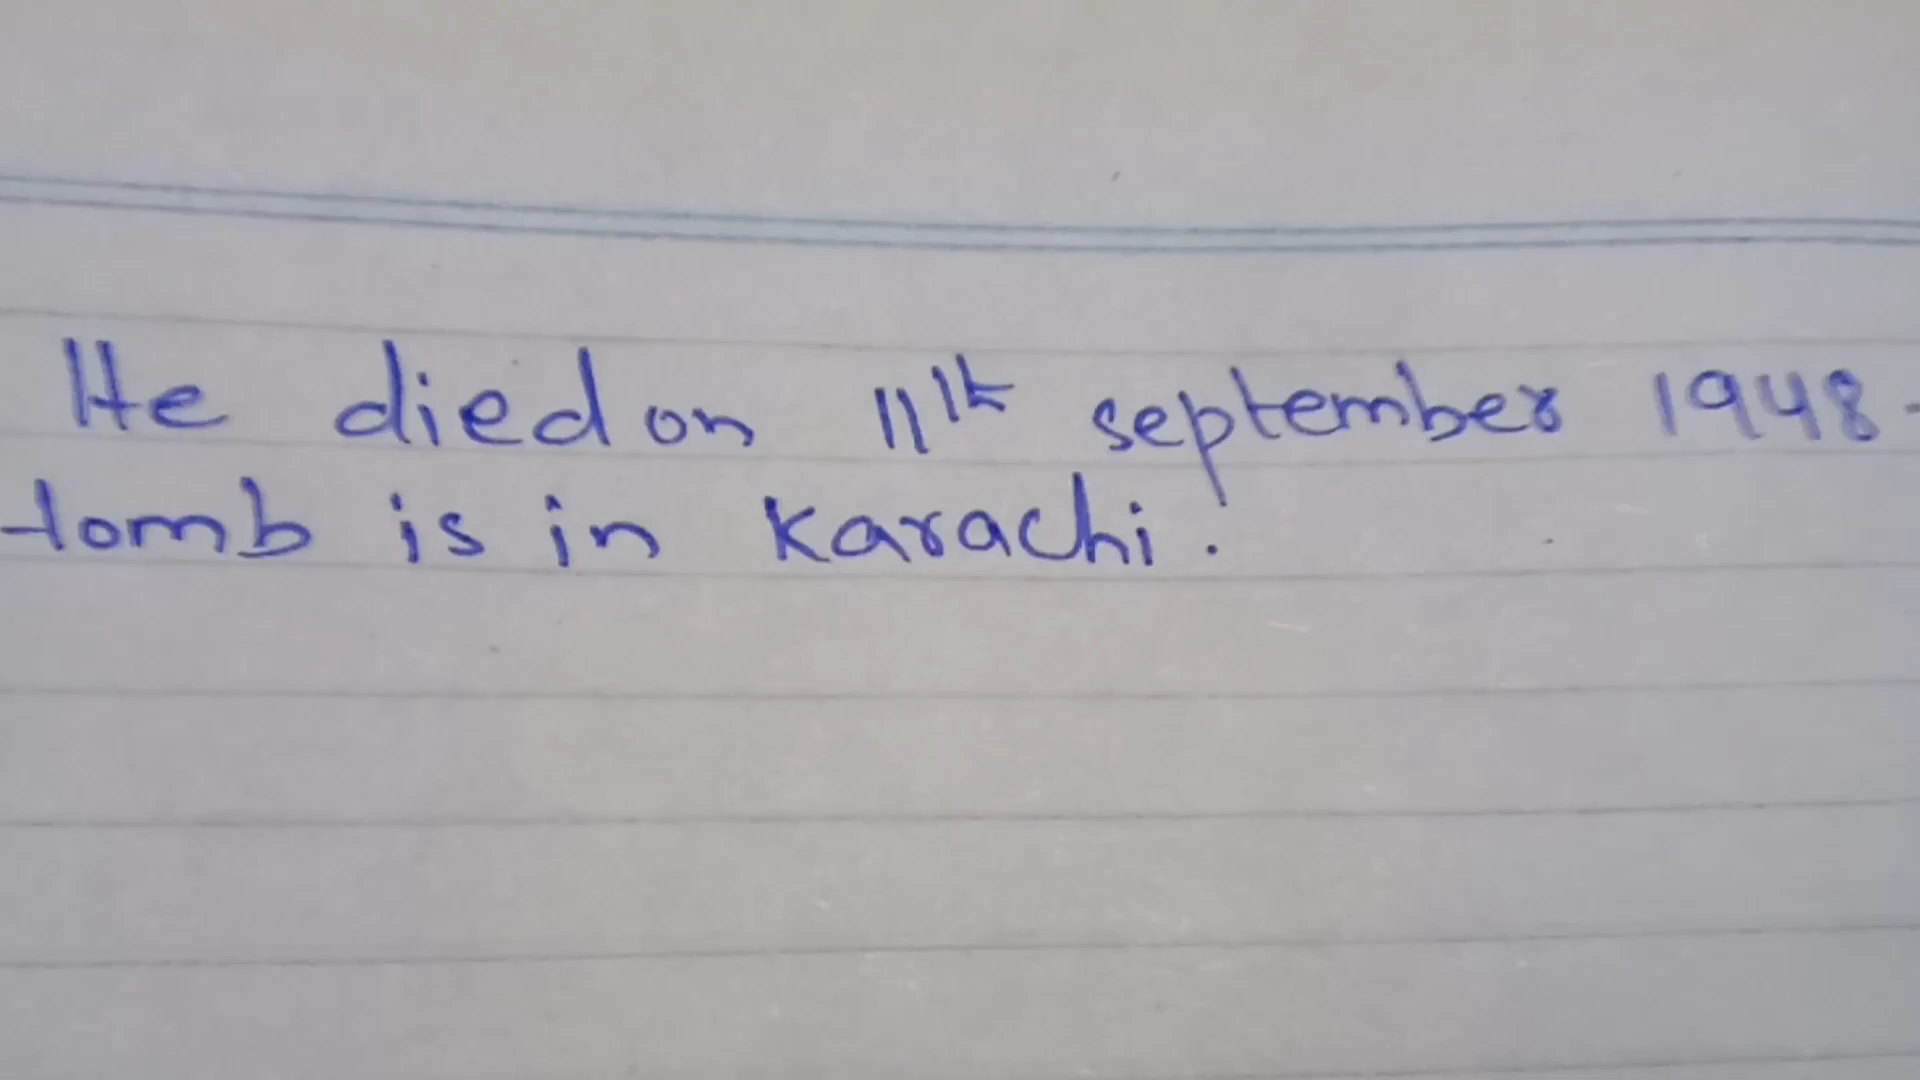 He died on 11th september 1948.
tomb is in Karachi.